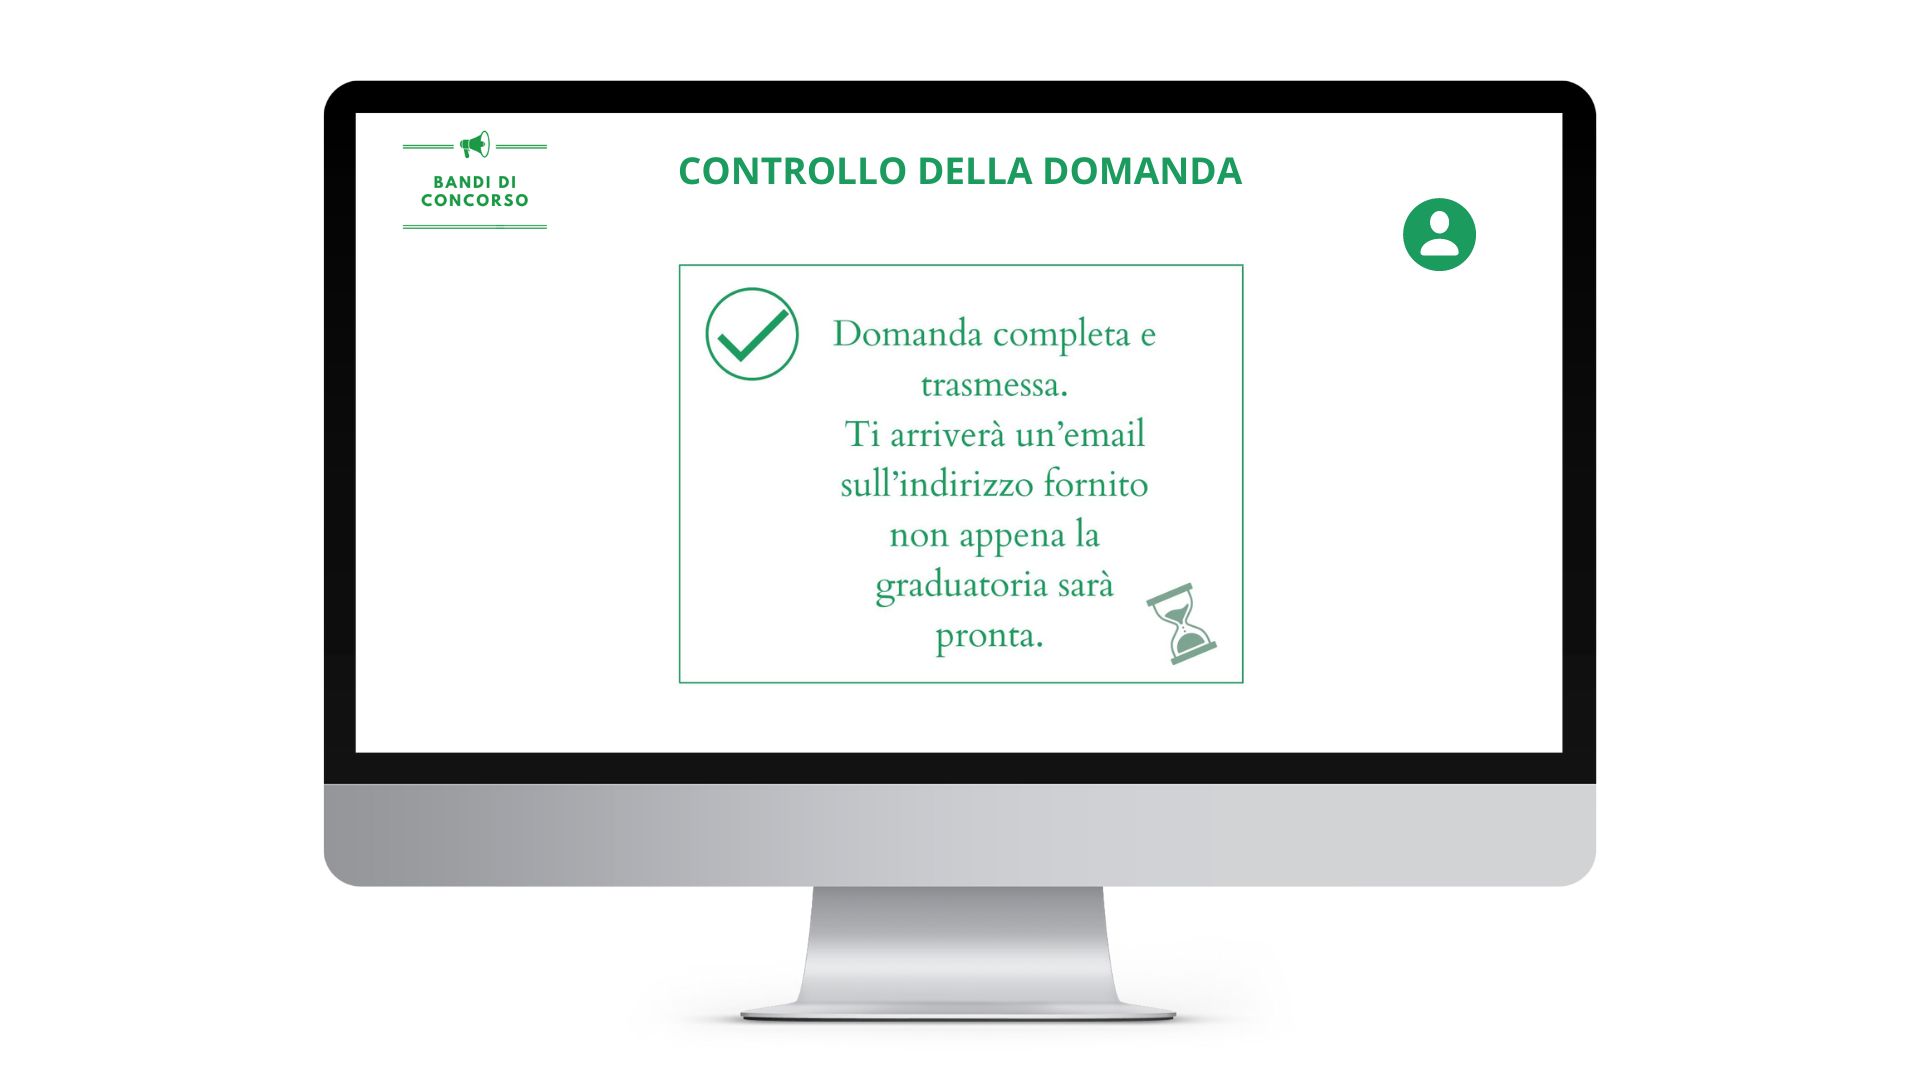 BANDI DI
CONCORSO
CONTROLLO DELLA DOMANDA
Domanda completa e
trasmessa.
Ti arriverà un’email
sull’indirizzo fornito
non appena la
graduatoria sarà
pronta.